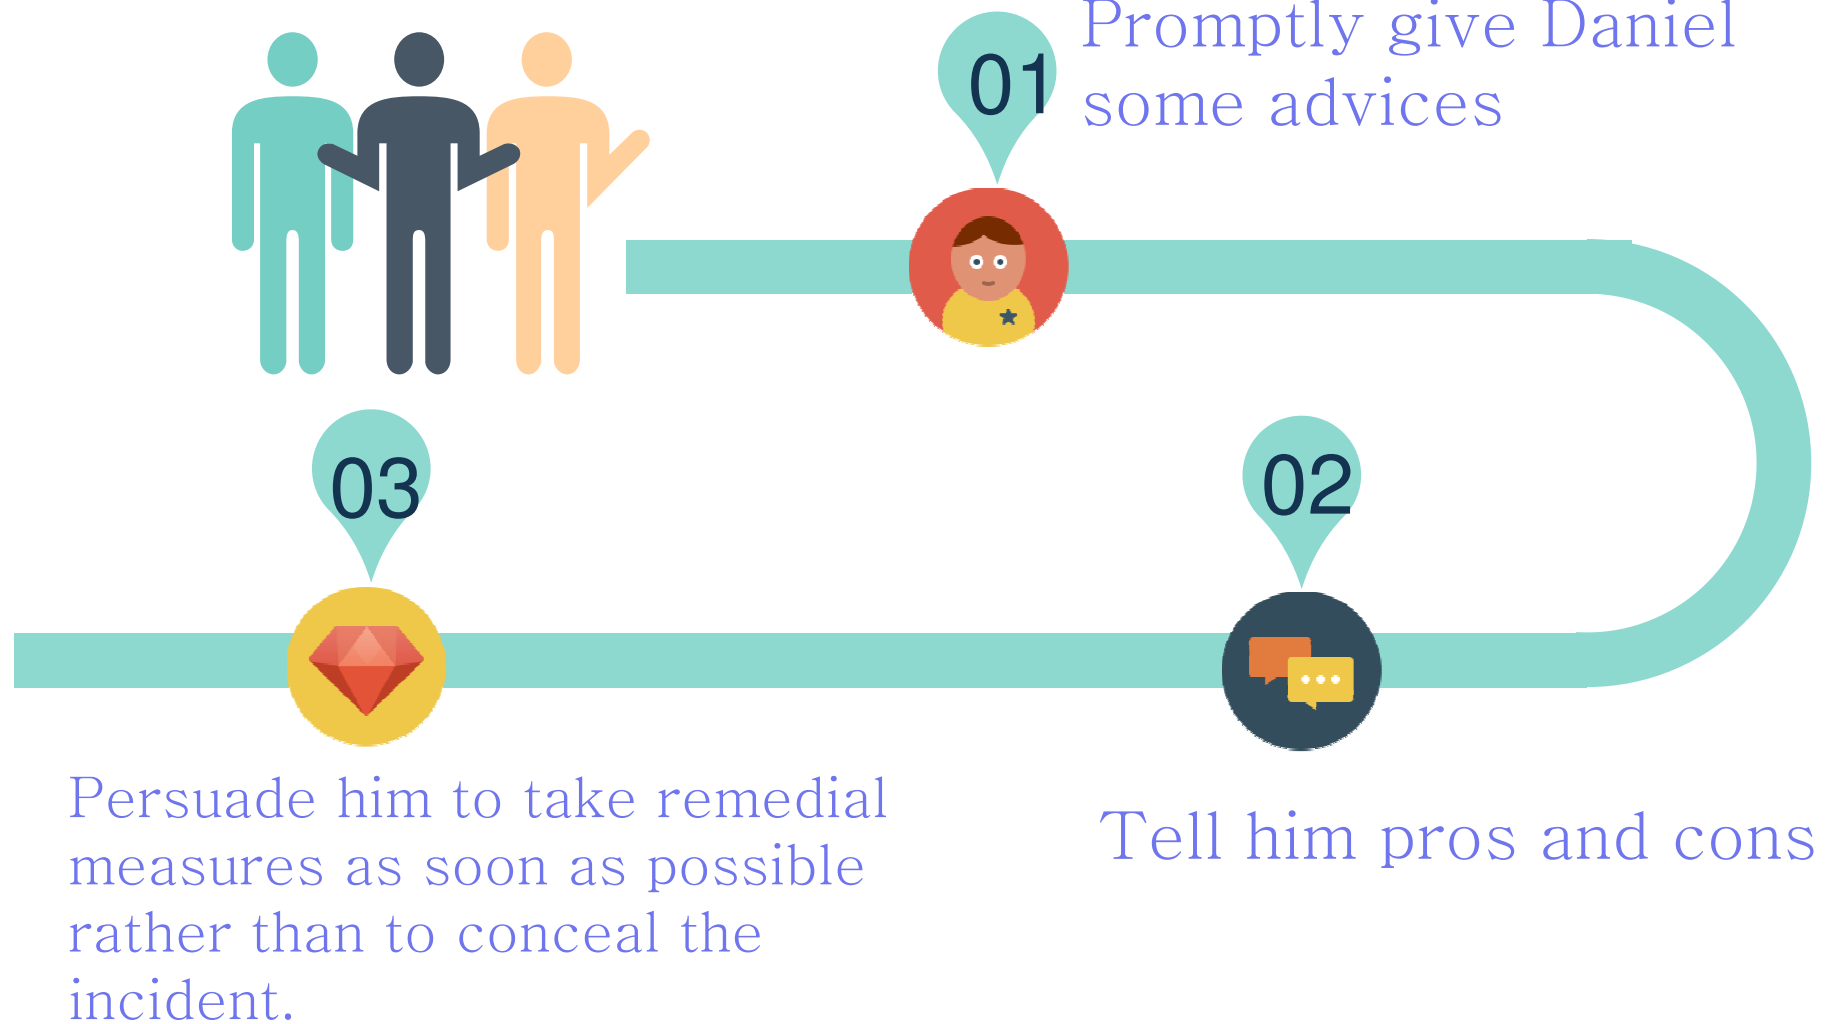 01
Promptly give Daniel
some advices
02
Tell him pros and cons
03
Persuade him to take remedial
measures as soon as possible
rather than to conceal the
incident.